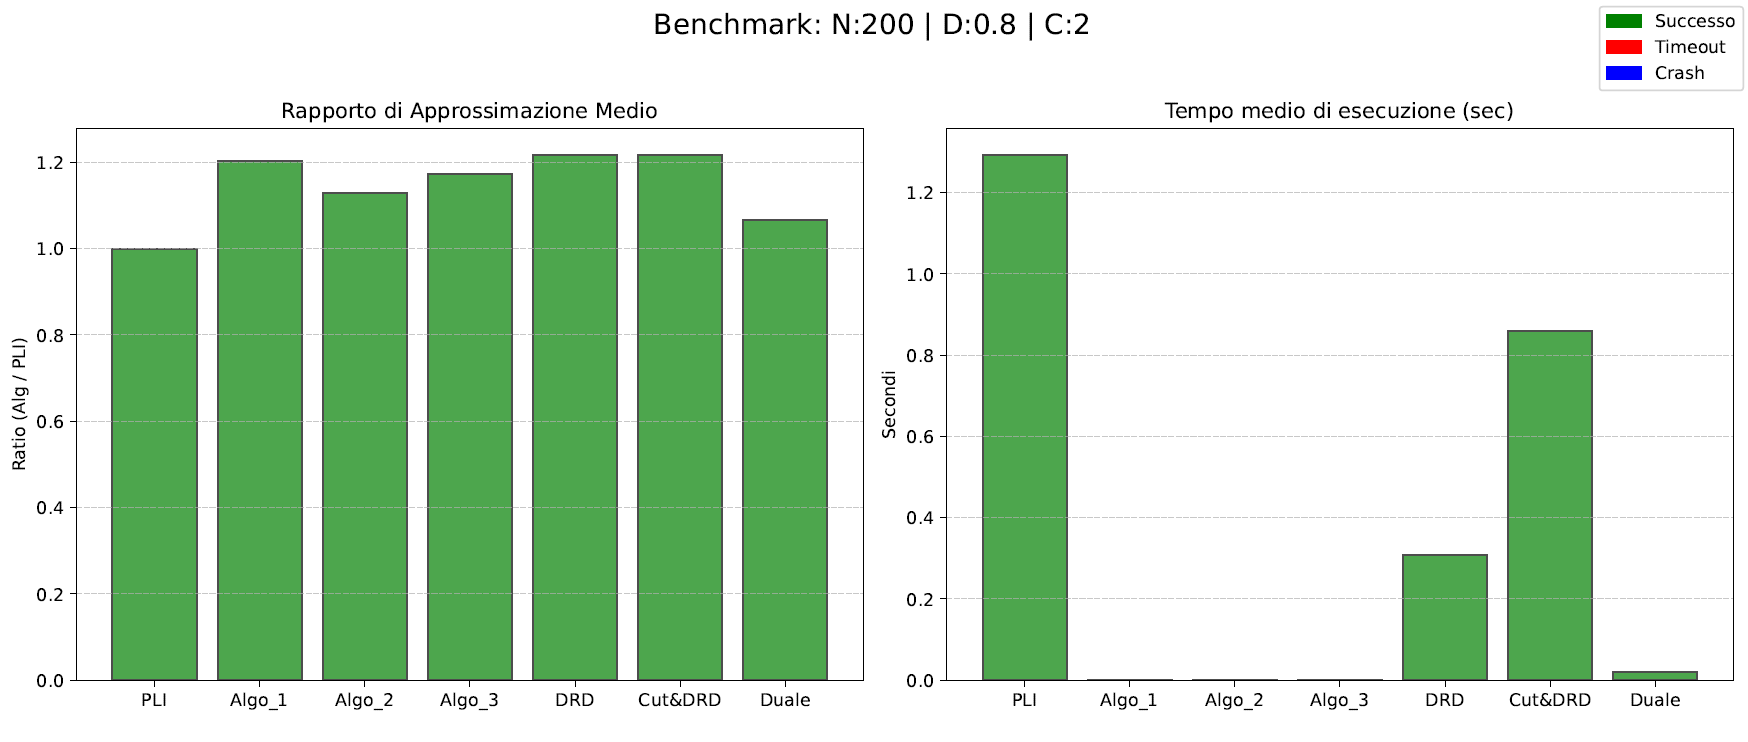 Benchmark: N:200 | D:0.8 | C:2
Successo
Timeout
Crash
Rapporto di Approssimazione Medio
Ratio (Alg / PLI)
1.2
1.0
0.8
0.6
0.4
0.2
0.0
PLI
Algo_1
Algo_2
Algo_3
DRD
Cut&DRD
Duale
Tempo medio di esecuzione (sec)
Secondi
1.2
1.0
0.8
0.6
0.4
0.2
0.0
PLI
Algo_1
Algo_2
Algo_3
DRD
Cut&DRD
Duale